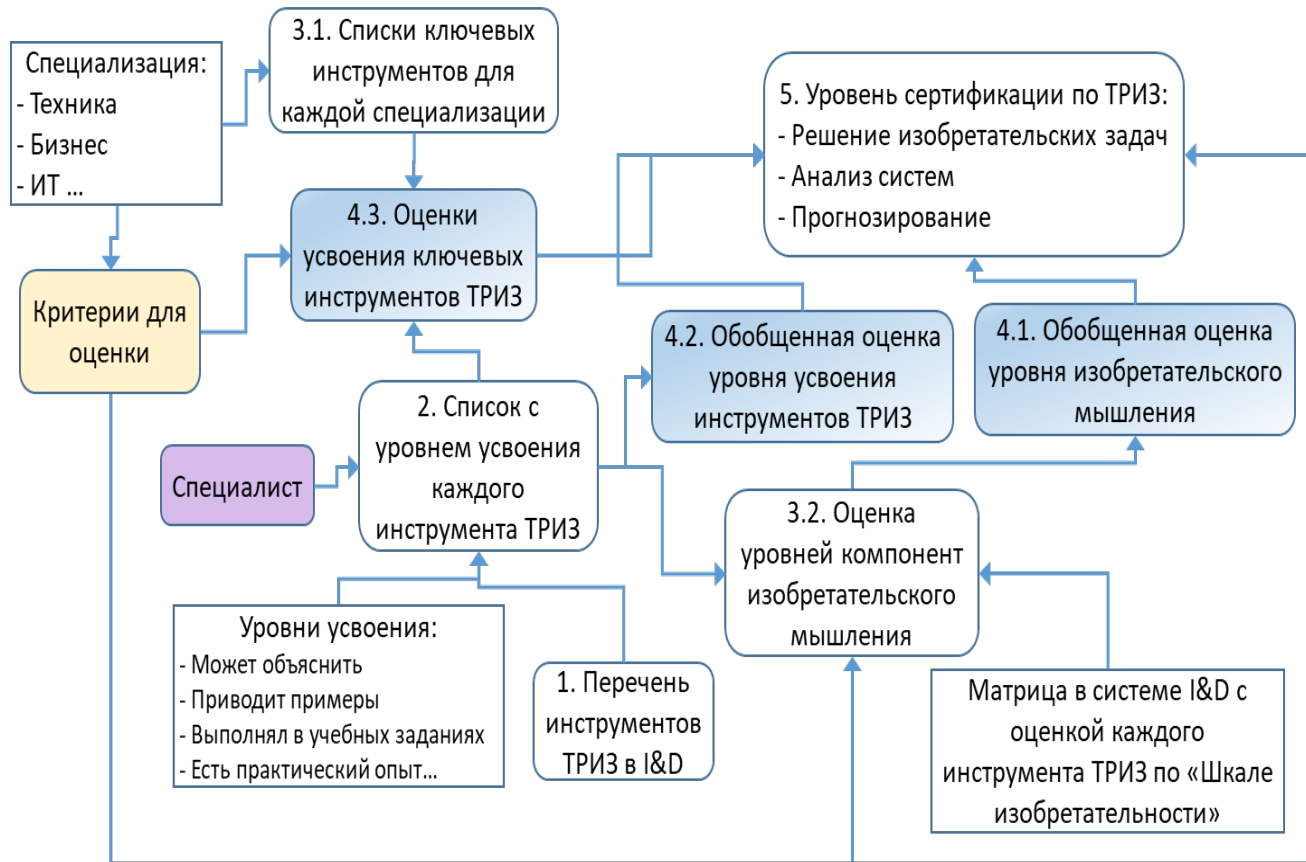 Специализация:
- Техника
- Бизнес
- ИТ ...
3.1. Списки ключевых
инструментов для
каждой специализации
5. Уровень сертификации по ТРИЗ:
- Решение изобретательских задач
- Анализ систем
- Прогнозирование
4.3. Оценки
усвоения ключевых
инструментов ТРИЗ
Критерии для
оценки
4.2. Обобщенная оценка
уровня усвоения
инструментов ТРИЗ
4.1. Обобщенная оценка
уровня изобретательского
мышления
Специалист
2. Список с
уровнем усвоения
каждого
инструмента ТРИЗ
3.2. Оценка
уровней компонент
изобретательского
мышления
Уровни усвоения:
- Может объяснить
- Приводит примеры
- Выполнял в учебных заданиях
- Есть практический опыт...
1. Перечень
инструментов
ТРИЗ в I&D
Матрица в системе I&D с
оценкой каждого
инструмента ТРИЗ по «Шкале
изобретательности»